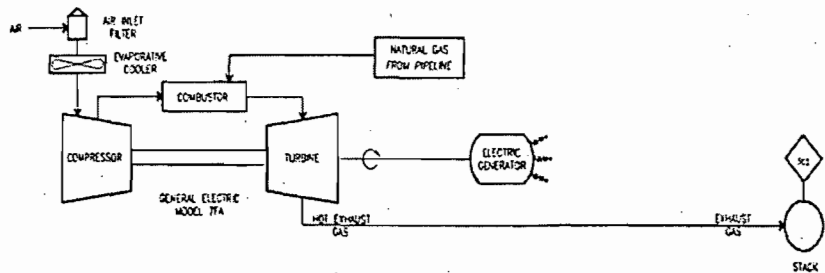 AIR
AIR INLET
FILTER
EVAPORATIVE
COOLER
NATURAL GAS
FROM PIPELINE
COMBUSTOR
COMPRESSOR
TURBINE
ELECTRIC
GENERATOR
GENERAL ELECTRIC
MODEL 7FA
HOT EXHAUST
GAS
EXHAUST
GAS
STACK